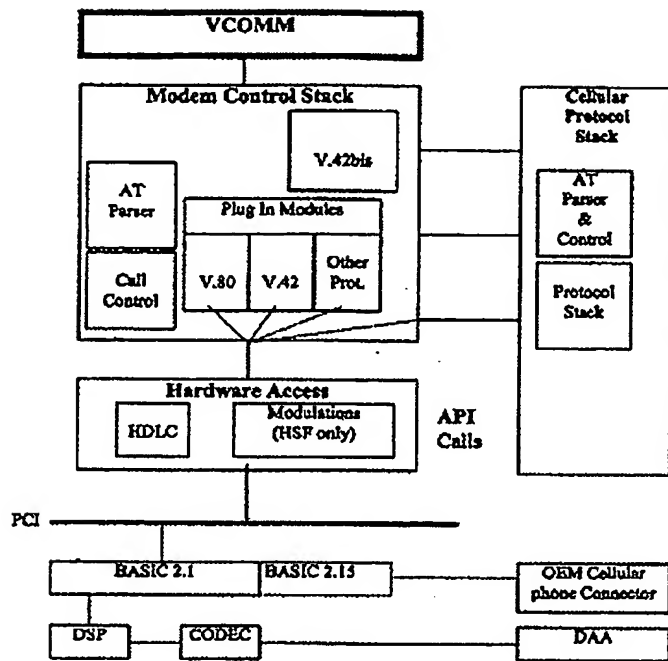 VCOMM
Modem Control Stack
V.42bis
AT
Parser
Call
Control
Plug In Modules
V.80
V.42
Other
Prot.
Cellular
Protocol
Stack
AT
Parser
&
Control
Protocol
Stack
Hardware Access
HDLC
Modulations
(HSF only)
API
Calls
PCI
BASIC 2.1
BASIC 2.15
OEM Cellular
phone Connector
DSP
CODEC
DAA